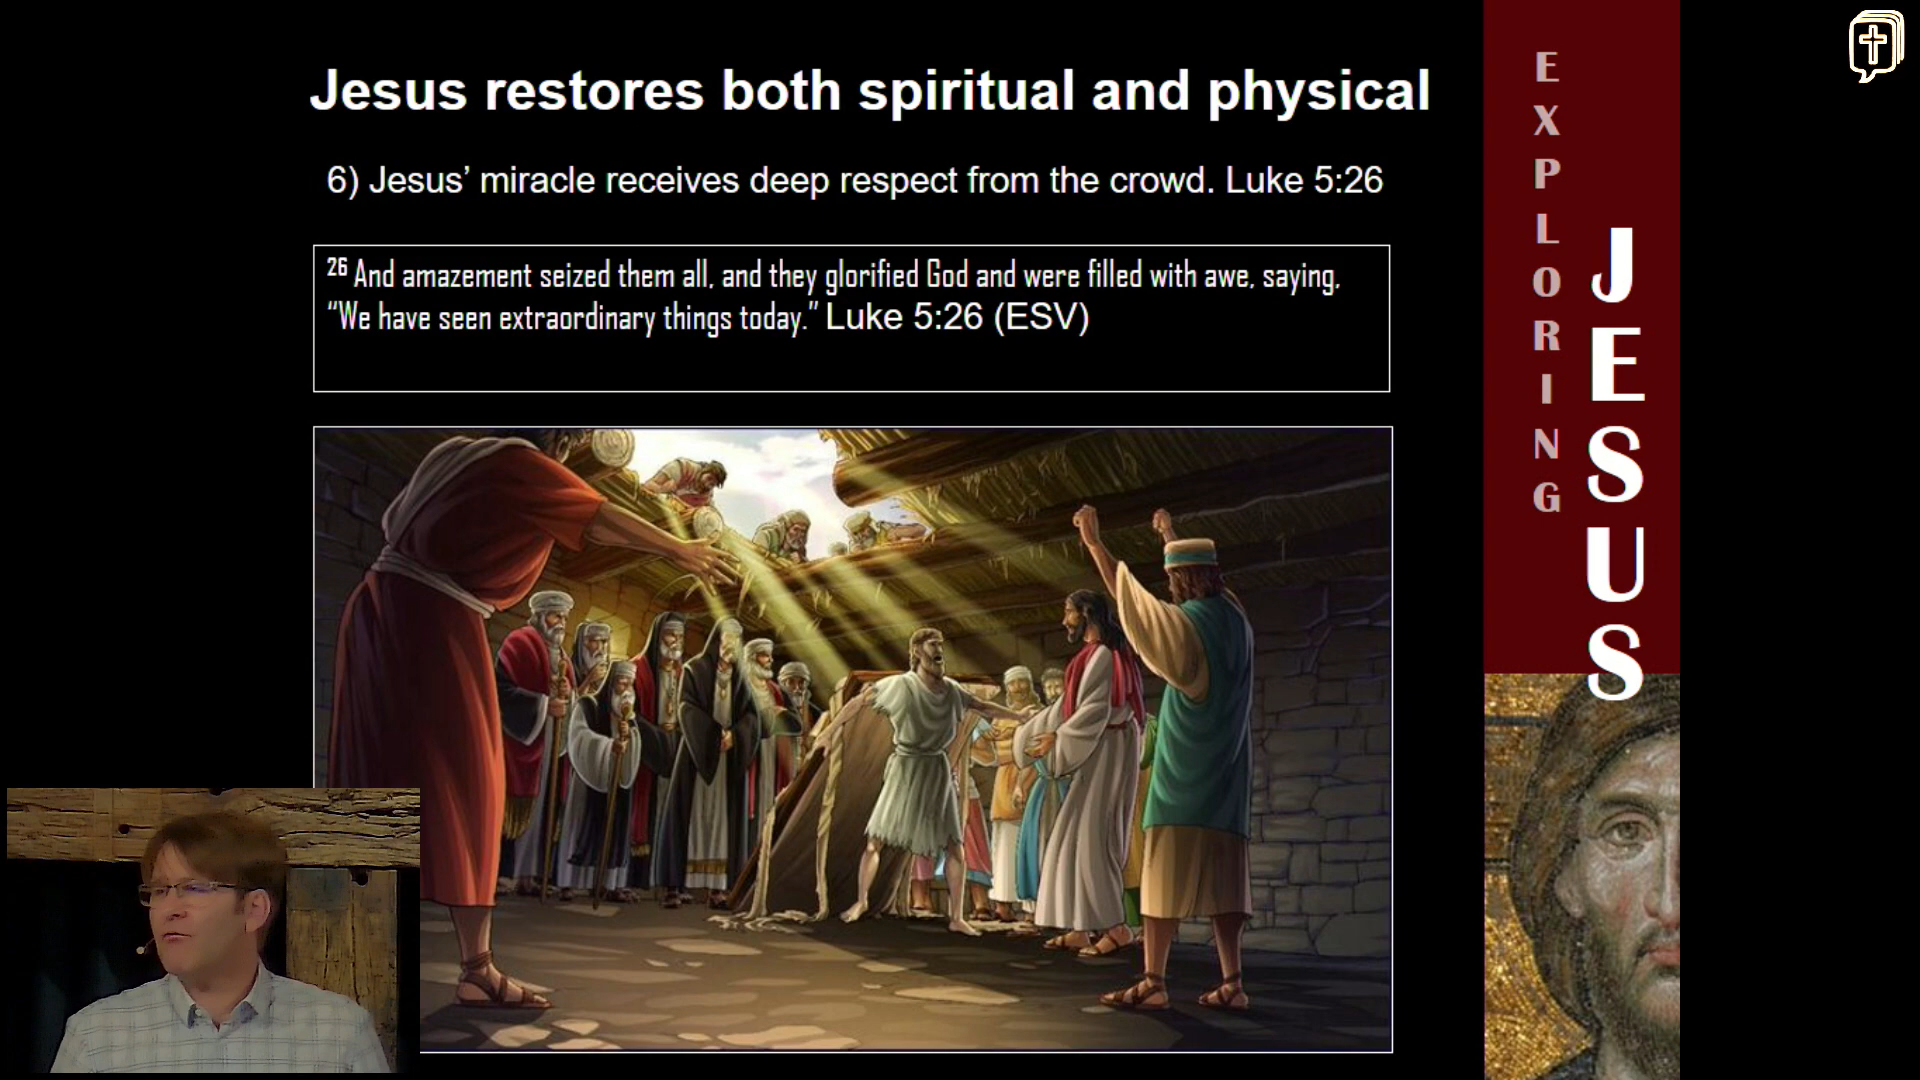 Jesus restores both spiritual and physical
6) Jesus’ miracle receives deep respect from the crowd. Luke 5:26
26 And amazement seized them all, and they glorified God and were filled with awe, saying,
“We have seen extraordinary things today.” Luke 5:26 (ESV)
EXPLORING
JESUS